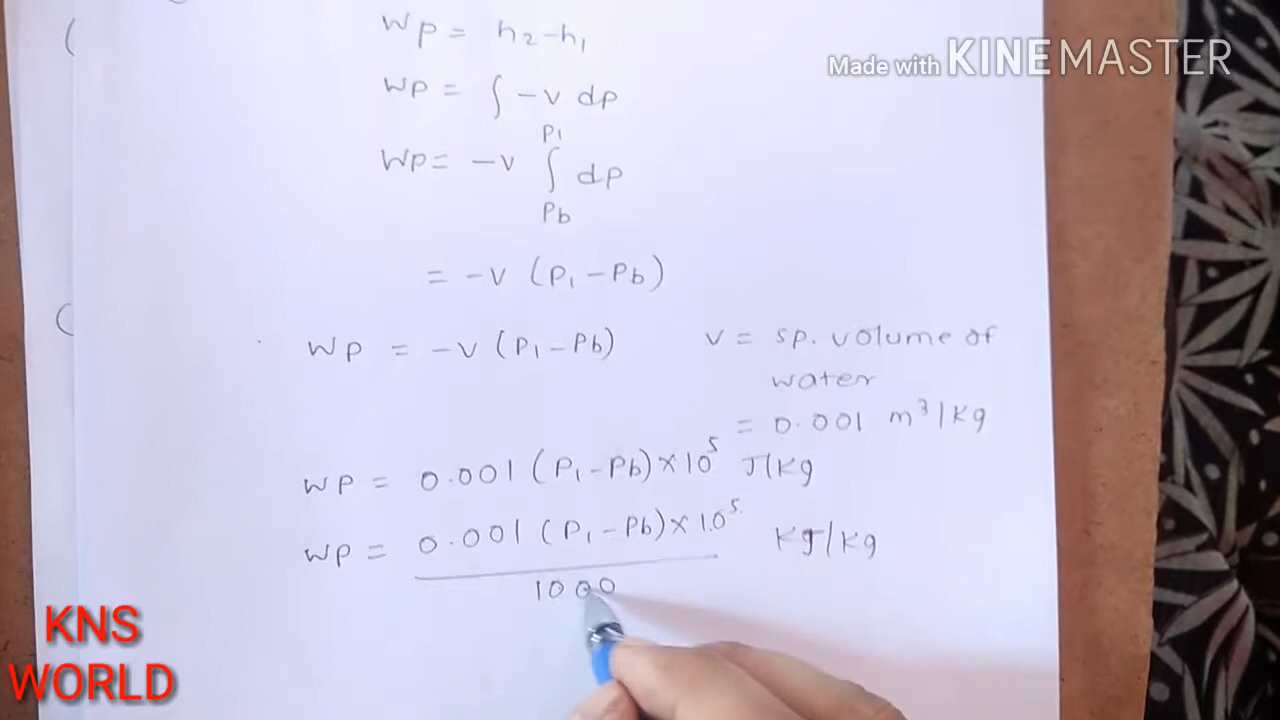 Made with KINEMASTER
Wp = h₂-h₁
Wp = ∫ -v dp
P₁
Wp = -v ∫ dp
Pb
= -v (P₁ - Pb)
Wp = -v (P₁ - Pb)
v = sp. volume of
water
= 0.001 m³/kg
Wp = 0.001 (P₁ - Pb) × 10⁵ J/kg
Wp = 0.001 (P₁ - Pb) × 10⁵ KJ/kg
1000
KNS
WORLD